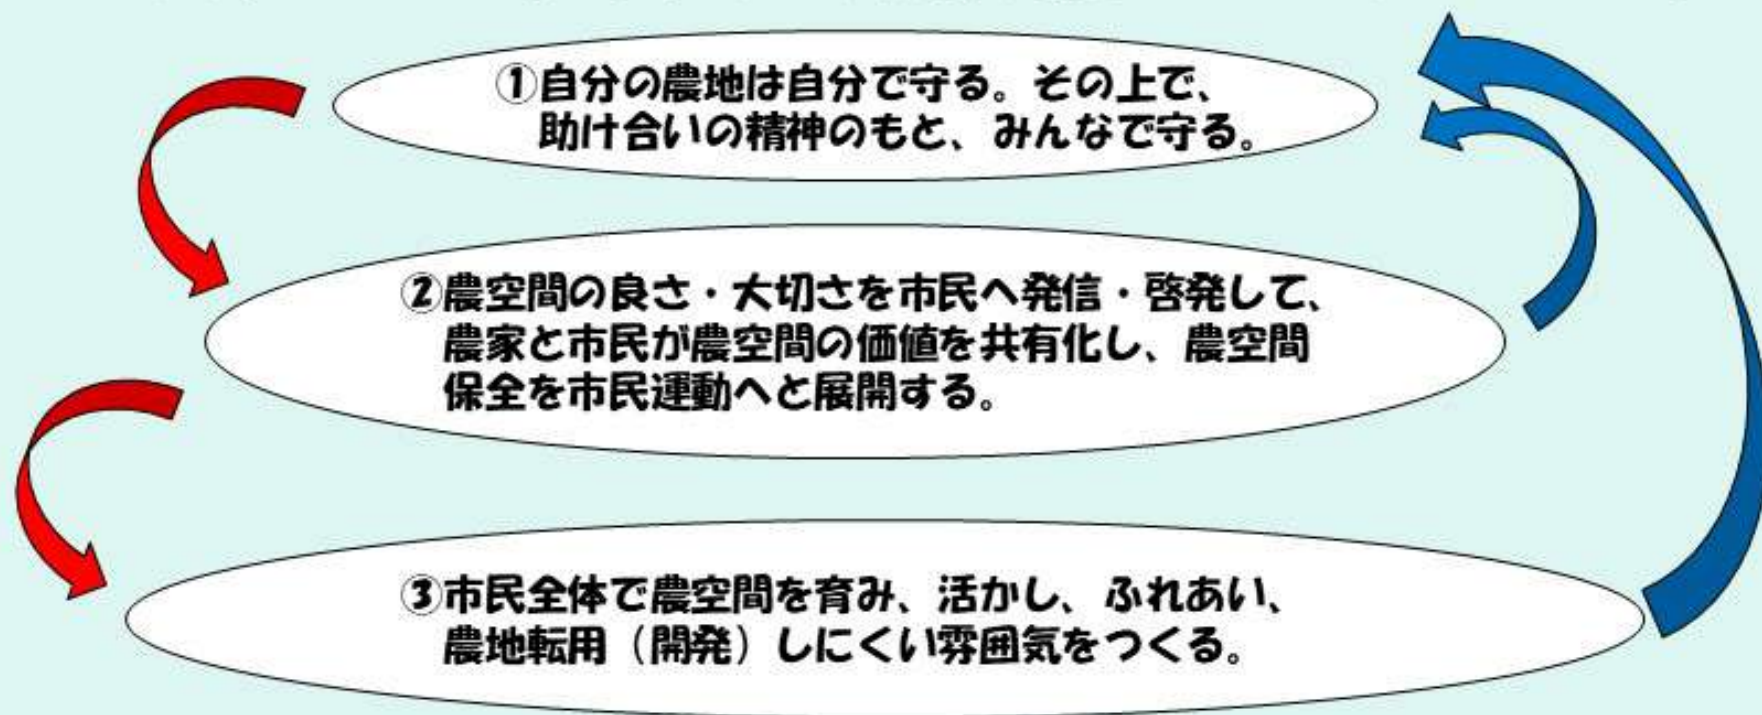 ①自分の農地は自分で守る。その上で、
助け合いの精神のもと、みんなで守る。
②農空間の良さ・大切さを市民へ発信・啓発して、
農家と市民が農空間の価値を共有化し、農空間
保全を市民運動へと展開する。
③市民全体で農空間を育み、活かし、ふれあい、
農地転用（開発）しにくい雰囲気をつくる。